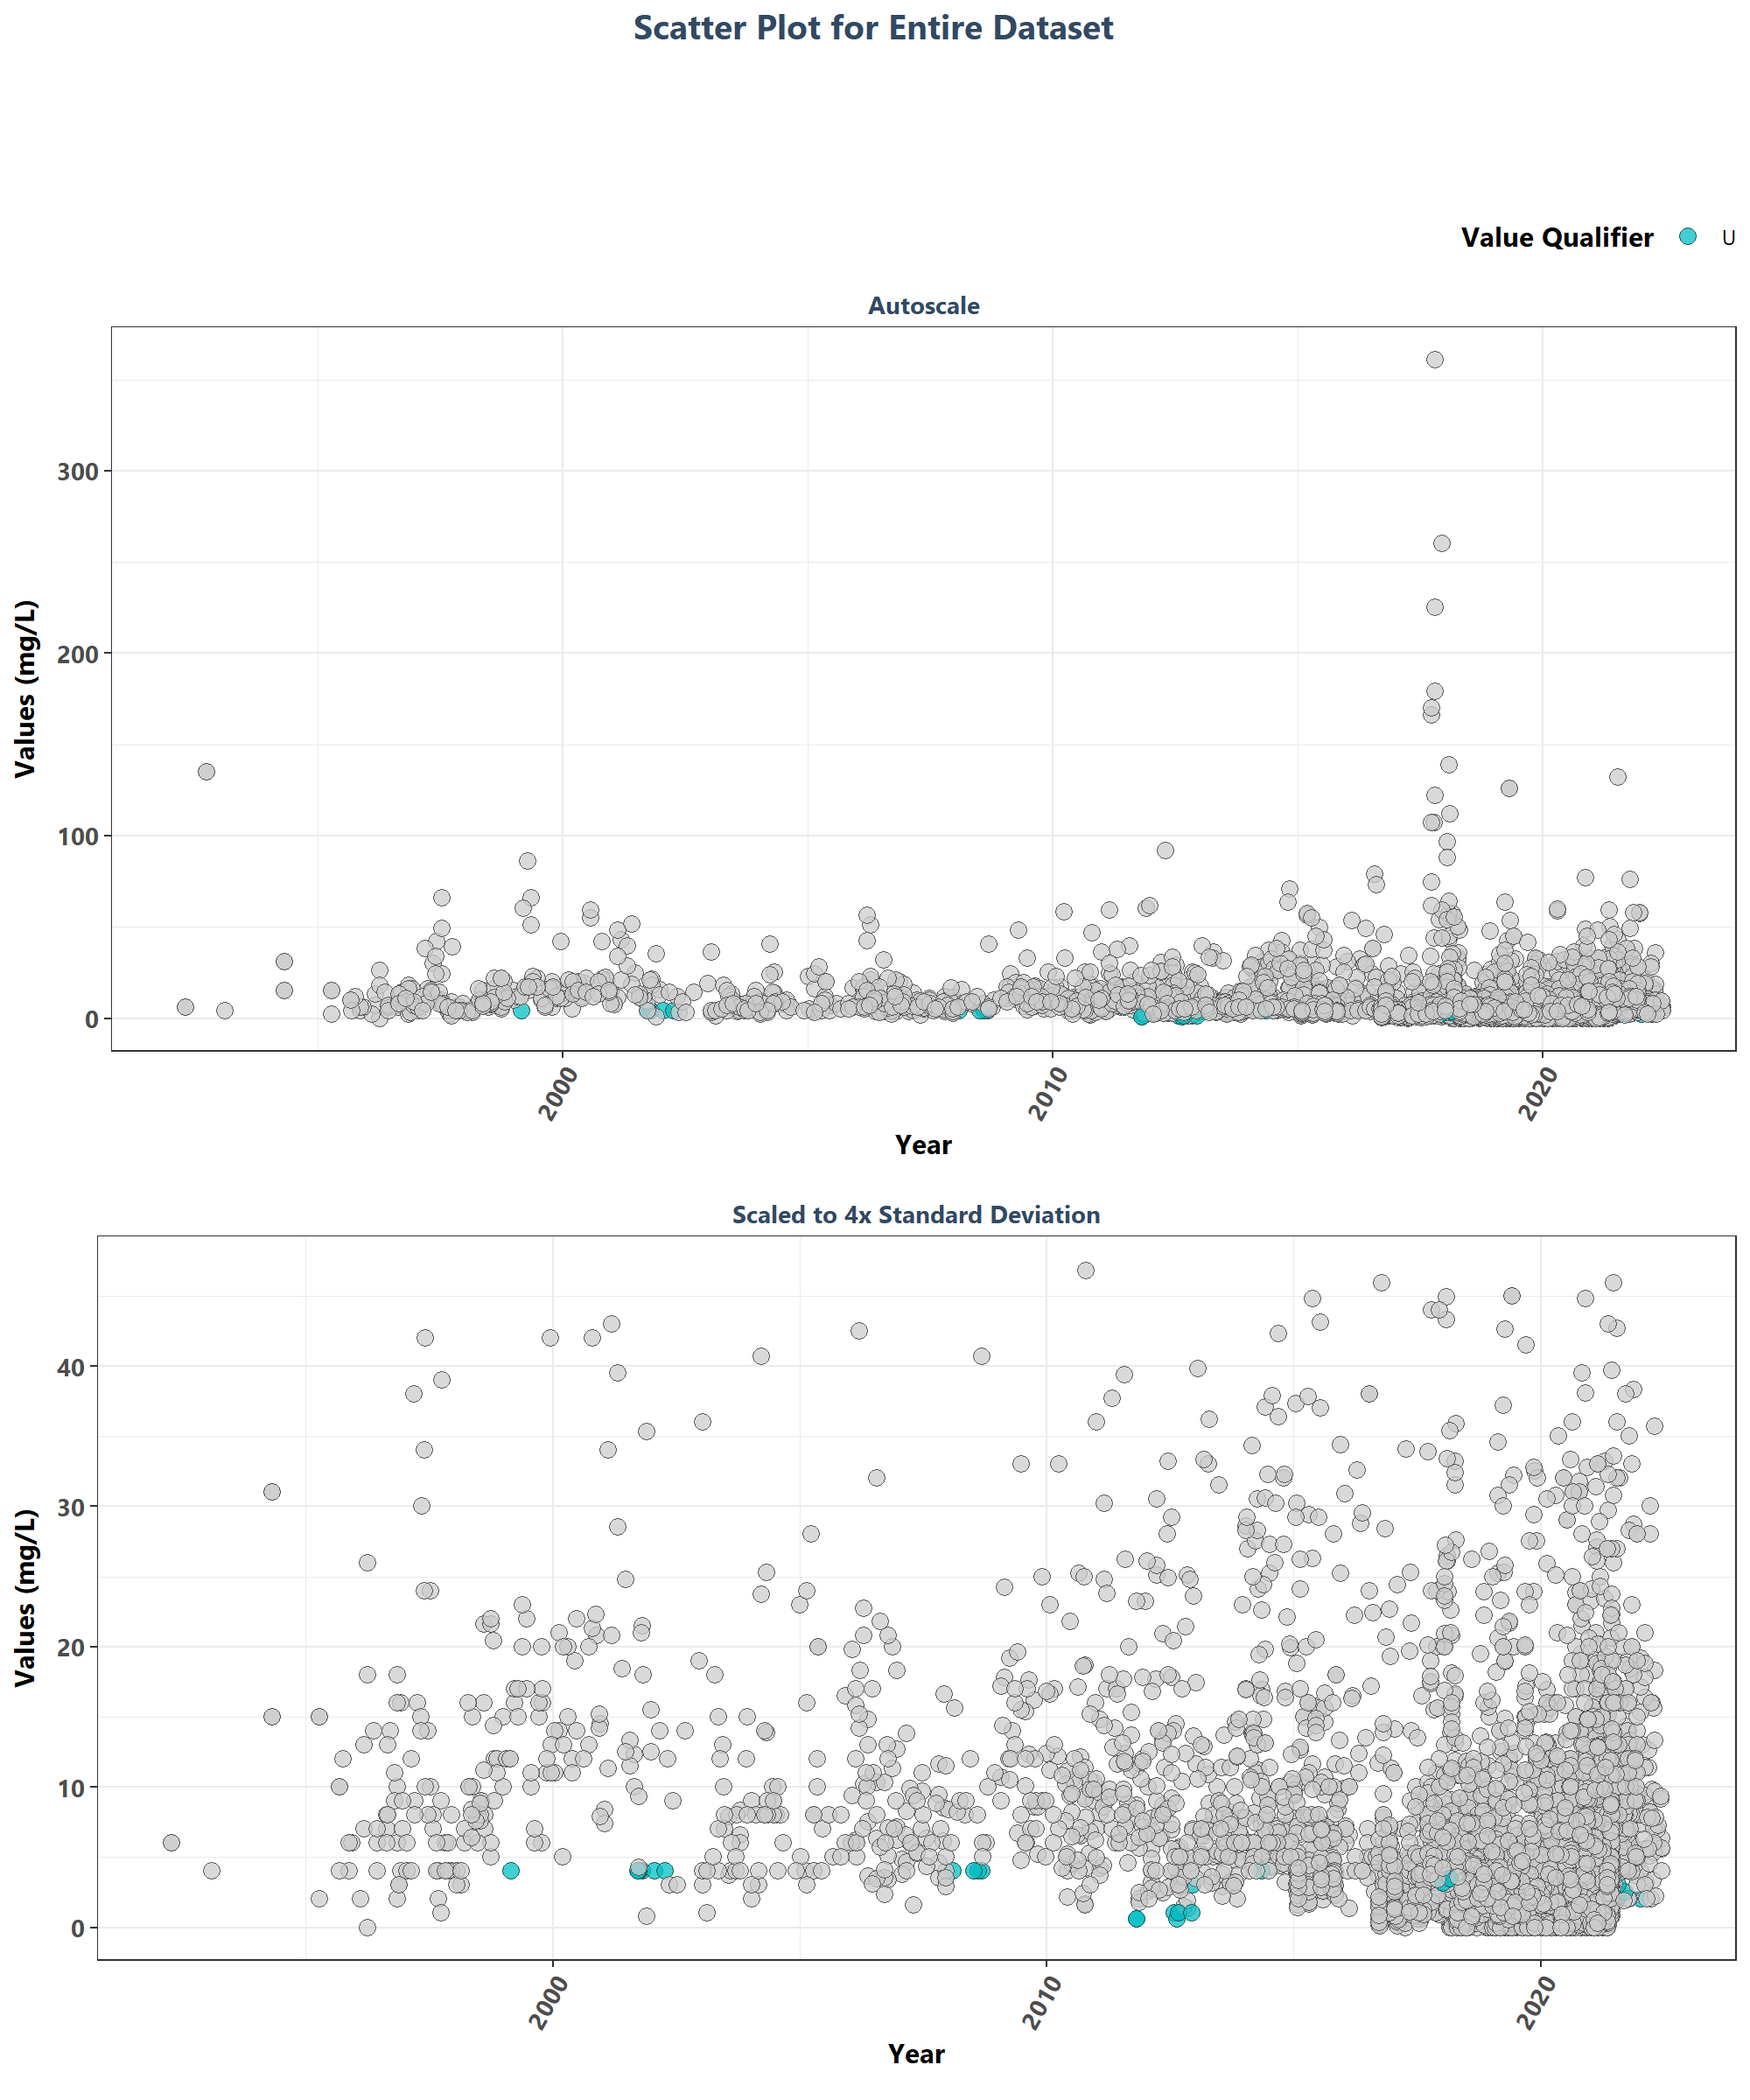 Scatter Plot for Entire Dataset
Value Qualifier U
Autoscale
Values (mg/L)
300
200
100
0
2000 2010 2020
Year
Scaled to 4x Standard Deviation
Values (mg/L)
40
30
20
10
0
2000 2010 2020
Year